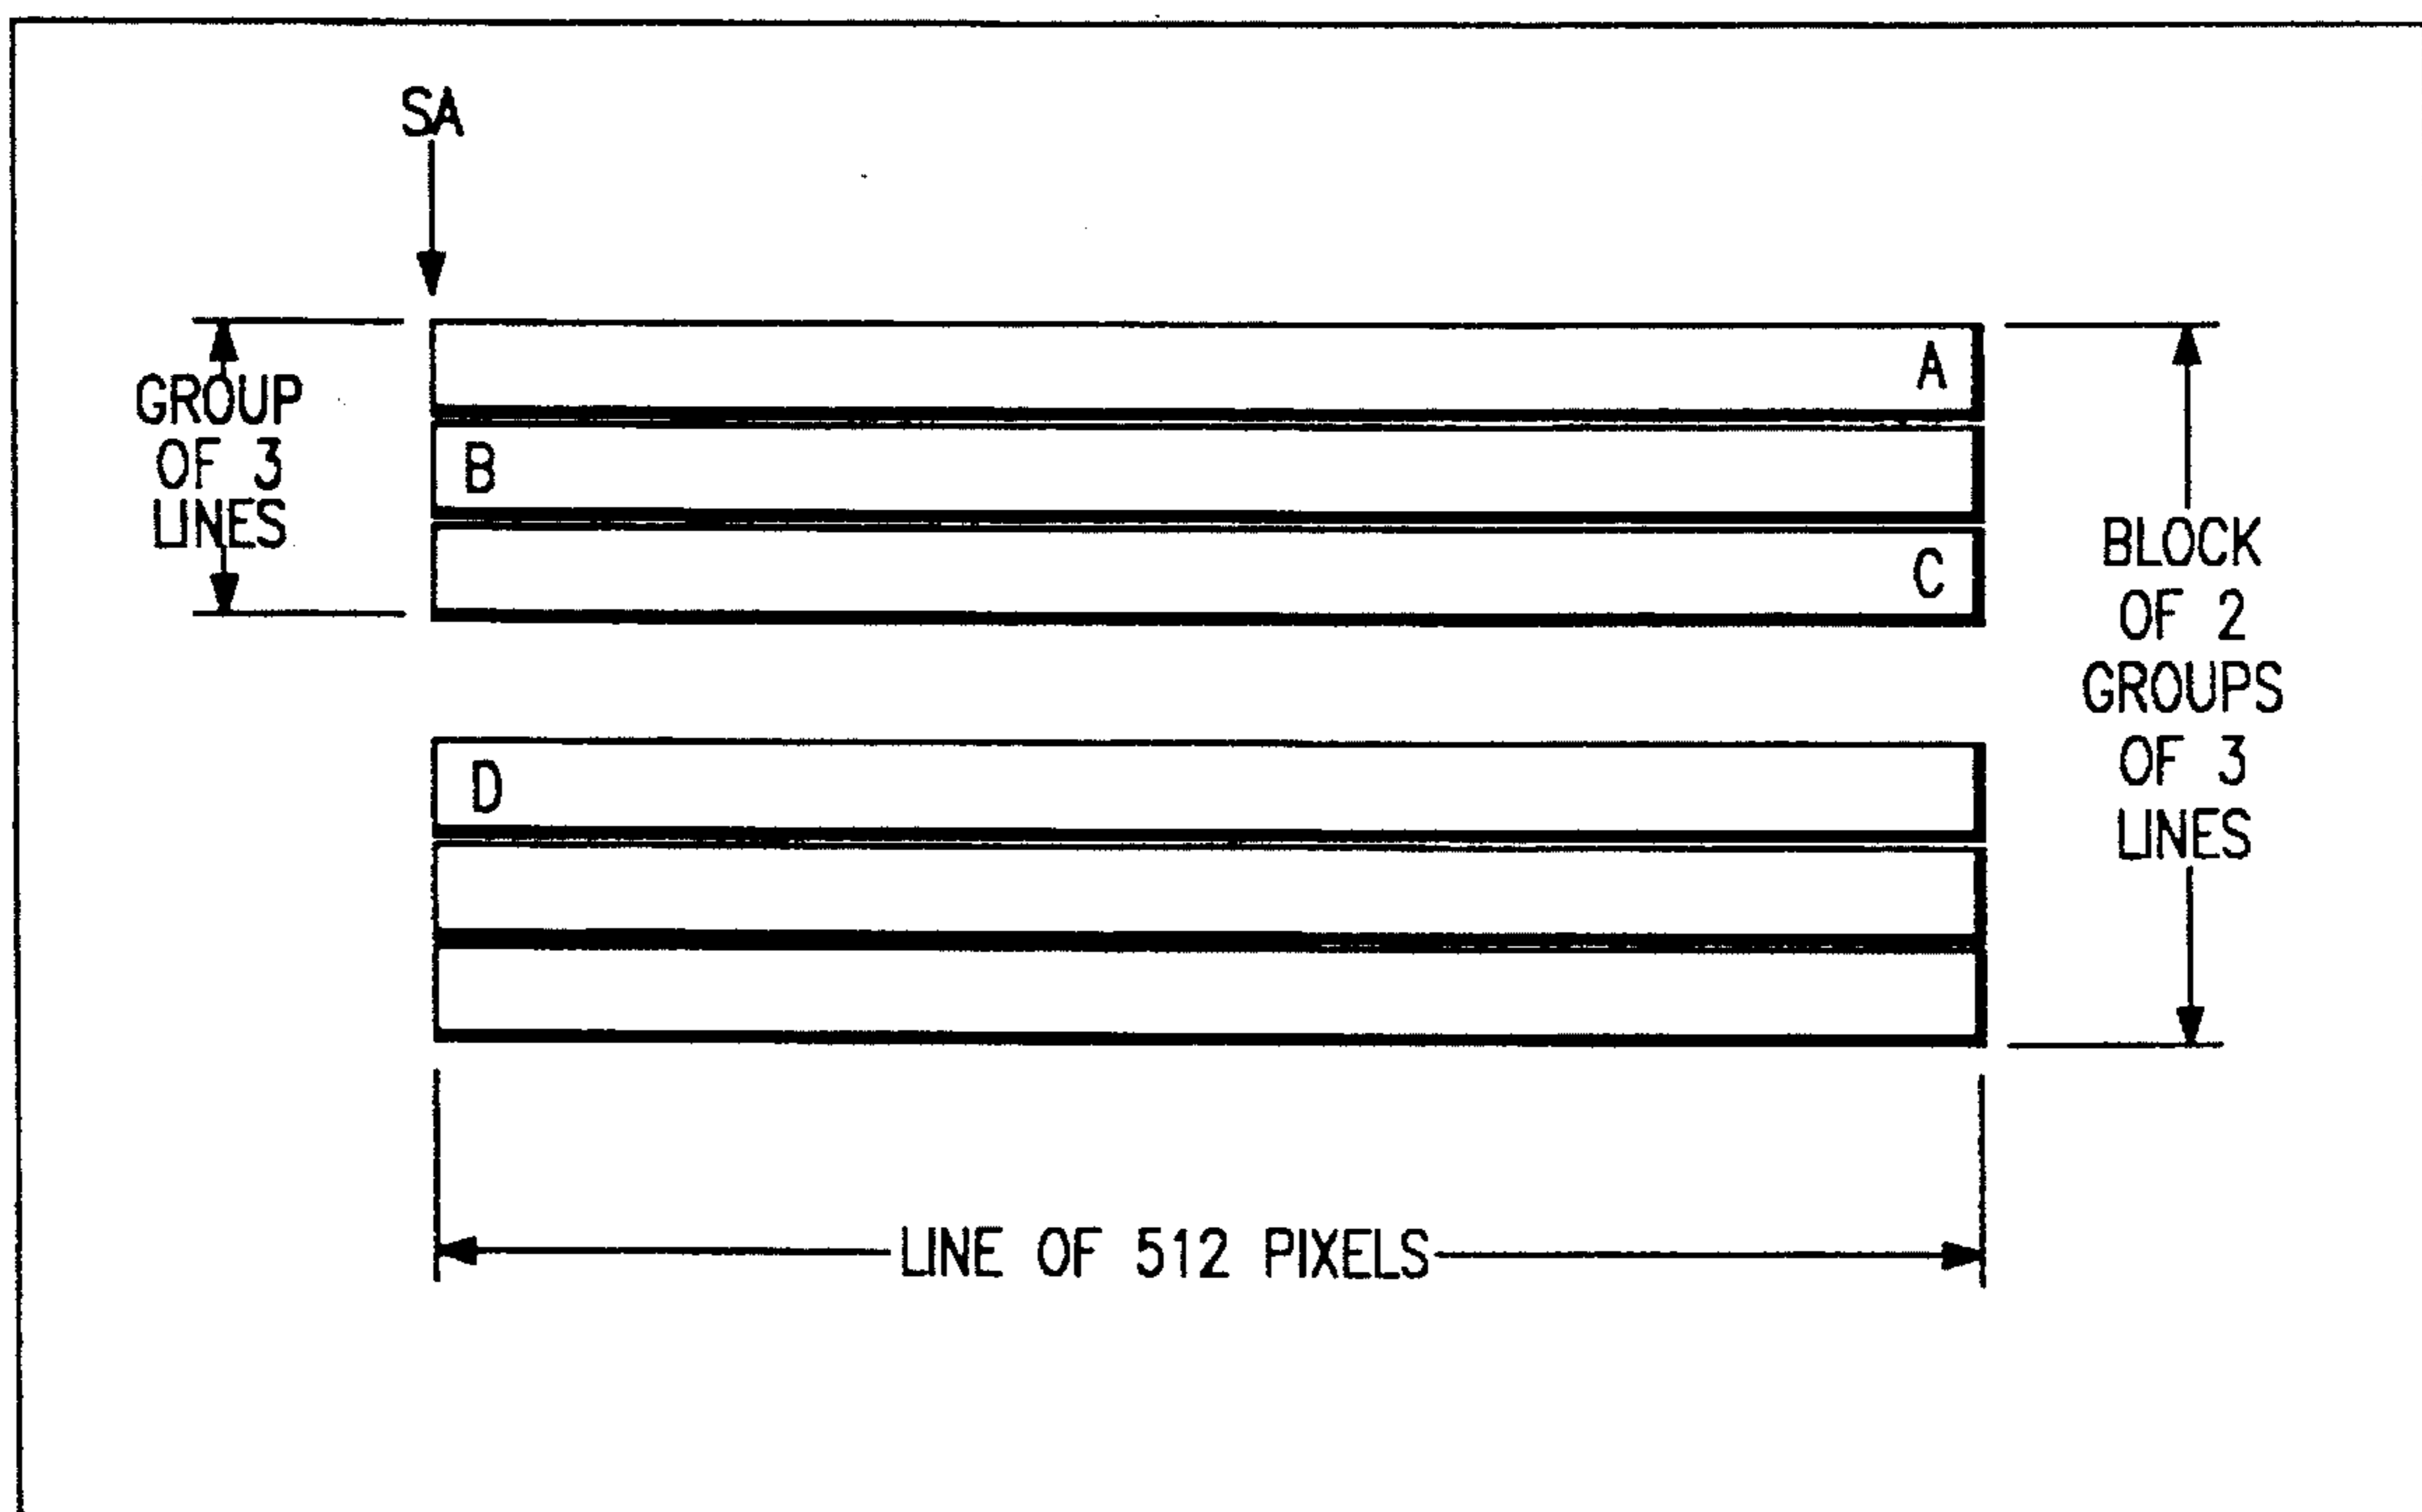 SA
GROUP
OF 3
LINES
A
B
C
D
BLOCK
OF 2
GROUPS
OF 3
LINES
LINE OF 512 PIXELS